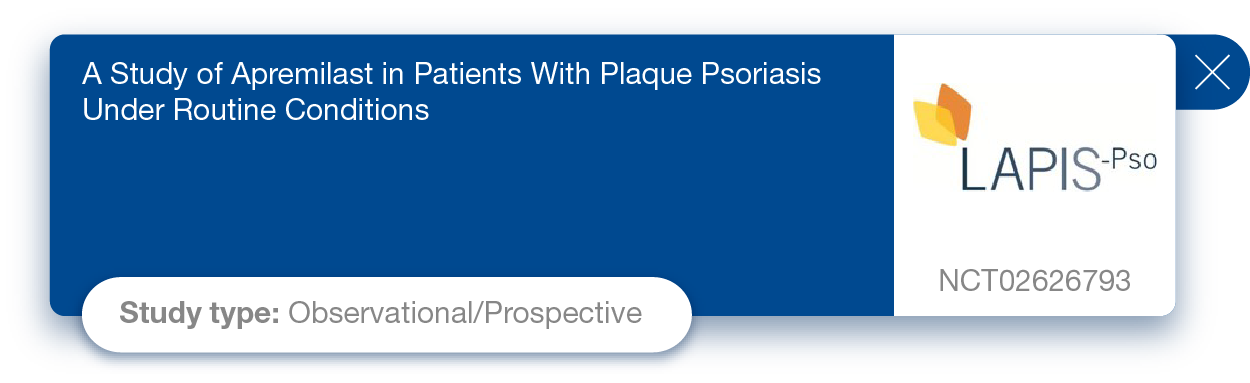 A Study of Apremilast in Patients With Plaque Psoriasis
Under Routine Conditions
LAPIS-Pso
NCT02626793
Study type: Observational/Prospective